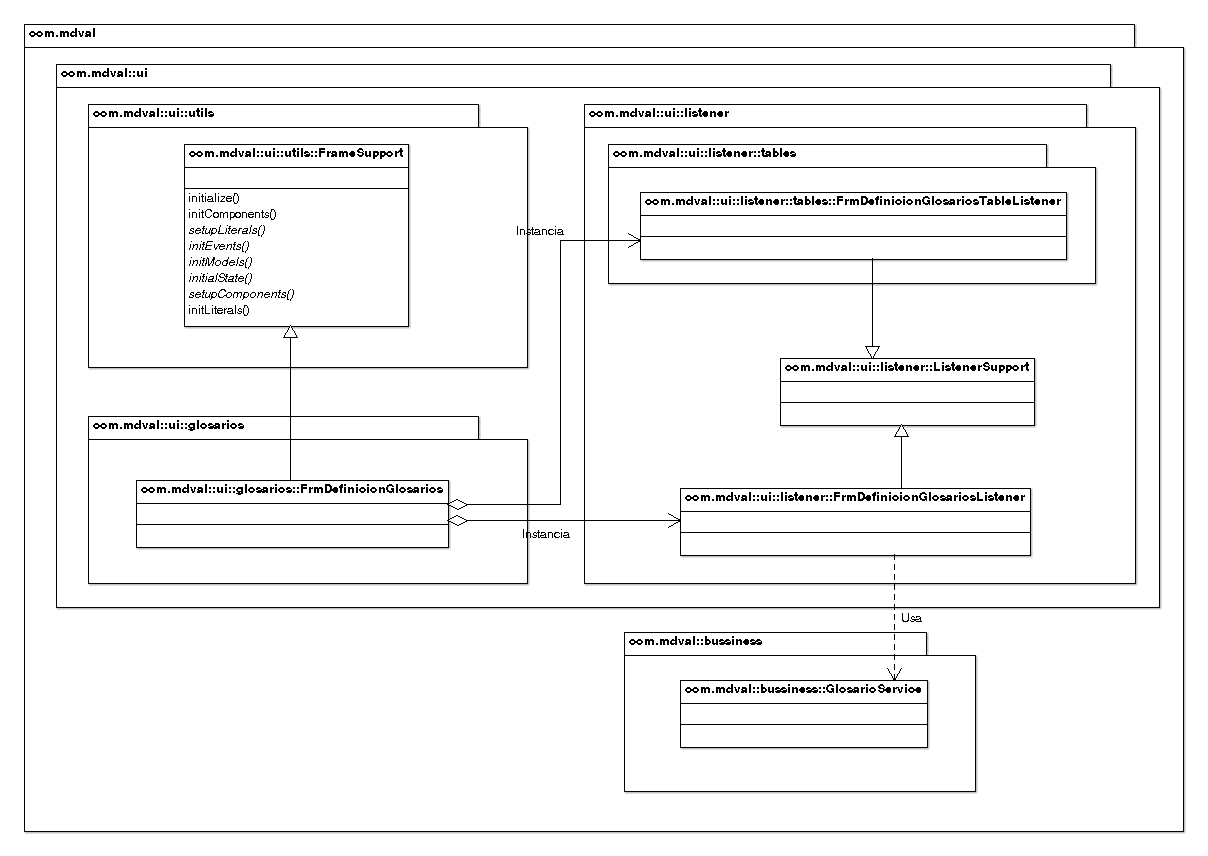 com.mdval
com.mdval::ui
com.mdval::ui::utils
com.mdval::ui::utils::FrameSupport
initialize()
initComponents()
setupLiterals()
initEvents()
initModels()
initialState()
setupComponents()
initLiterals()
com.mdval::ui::listener
com.mdval::ui::listener::tables
com.mdval::ui::listener::tables::FrmDefinicionGlosariosTableListener
Instancia
com.mdval::ui::listener::ListenerSupport
com.mdval::ui::glosarios
com.mdval::ui::glosarios::FrmDefinicionGlosarios
com.mdval::ui::listener::FrmDefinicionGlosariosListener
Instancia
Usa
com.mdval::bussiness
com.mdval::bussiness::GlosarioService